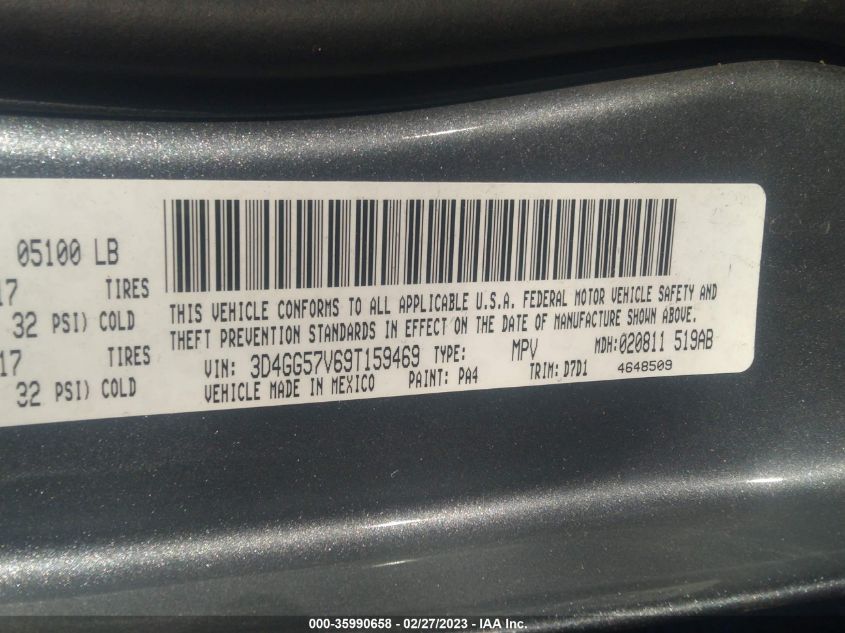 05100 LB
17 TIRES
32 PSI) COLD
17 TIRES
32 PSI) COLD
THIS VEHICLE CONFORMS TO ALL APPLICABLE U.S.A. FEDERAL MOTOR VEHICLE SAFETY AND
THEFT PREVENTION STANDARDS IN EFFECT ON THE DATE OF MANUFACTURE SHOWN ABOVE.
VIN: 3D4GG57V69T159469 TYPE: MPV MDH:020811 519AB
VEHICLE MADE IN MEXICO PAINT: PA4 TRIM: D7D1 4648509
000-35990658 - 02/27/2023 - IAA Inc.